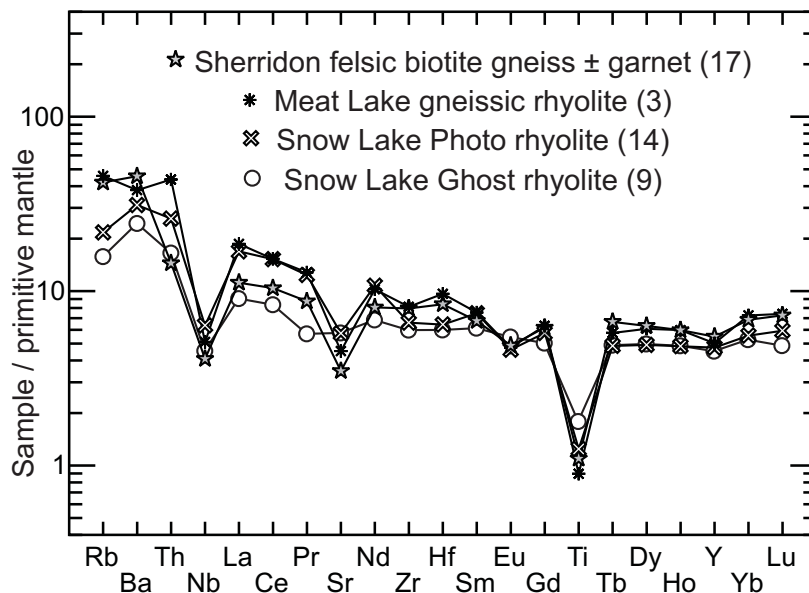 Sherridon felsic biotite gneiss ± garnet (17)
Meat Lake gneissic rhyolite (3)
Snow Lake Photo rhyolite (14)
Snow Lake Ghost rhyolite (9)
Sample / primitive mantle
100
10
1
Rb Th La Pr Nd Hf Eu Ti Dy Y Lu
Ba Nb Ce Sr Zr Sm Gd Tb Ho Yb